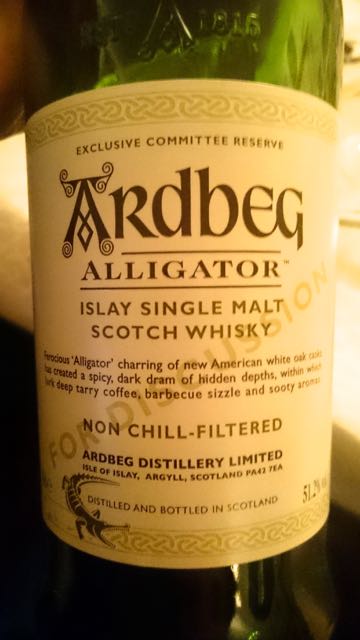 1815
EXCLUSIVE COMMITTEE RESERVE
ARDBEG
ALLIGATOR™
ISLAY SINGLE MALT
SCOTCH WHISKY
Ferocious 'Alligator' charring of new American white oak casks
has created a spicy, dark dram of hidden depths, within which
lurk deep tarry coffee, barbecue sizzle and sooty aromas
FOR DISCUSSION
NON CHILL-FILTERED
ARDBEG DISTILLERY LIMITED
ISLE OF ISLAY, ARGYLL, SCOTLAND PA42 7EA
DISTILLED AND BOTTLED IN SCOTLAND
51.2%